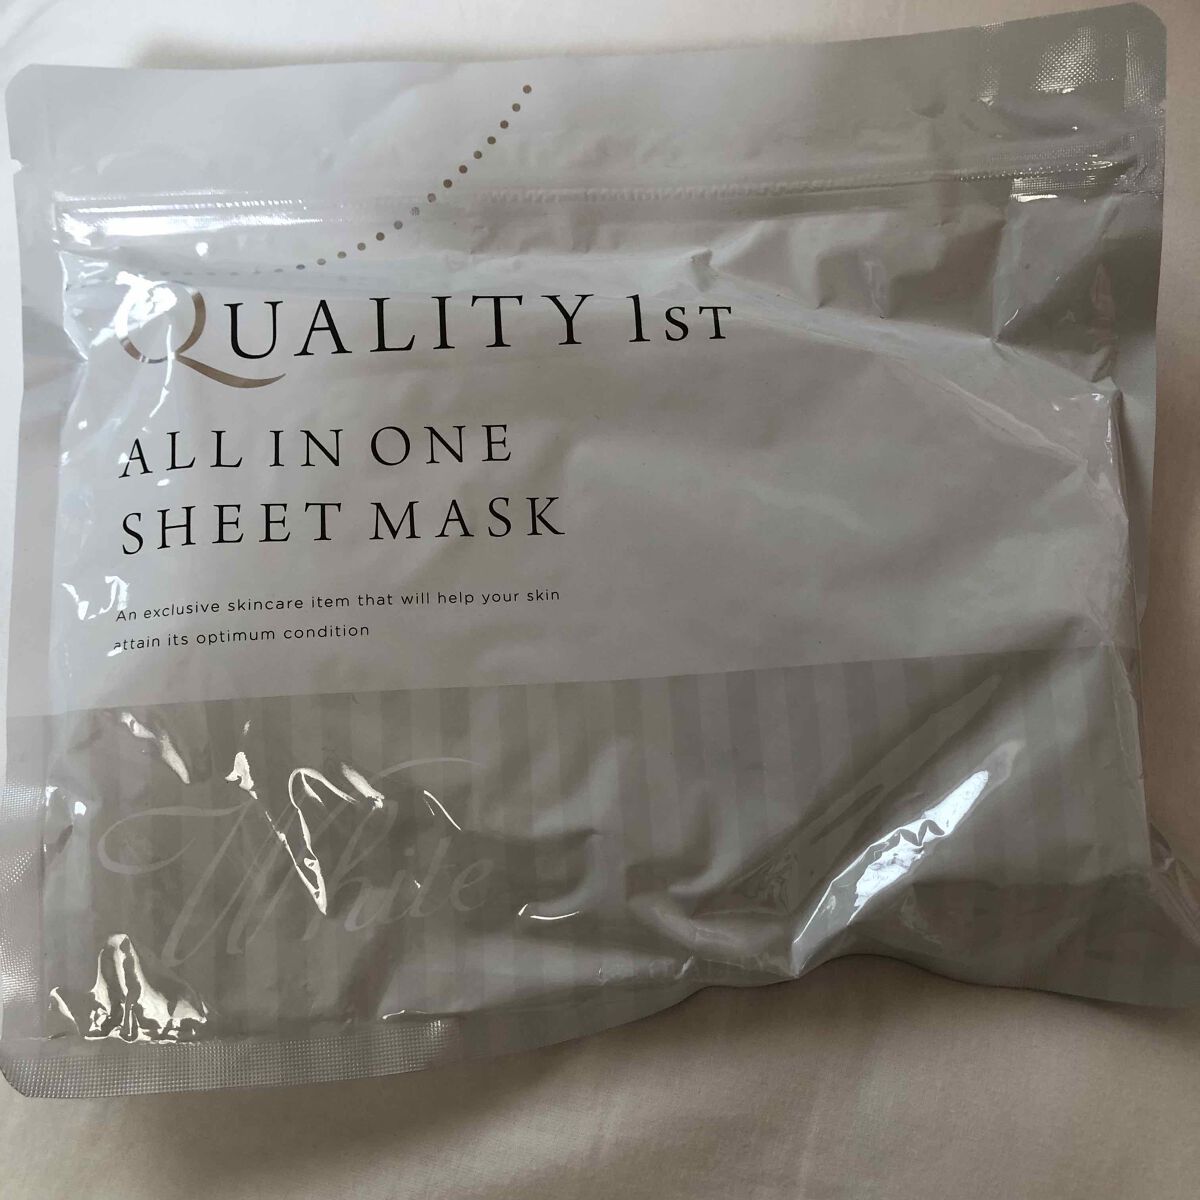 QUALITY 1ST
ALL IN ONE
SHEET MASK
An exclusive skincare item that will help your skin
attain its optimum condition
White